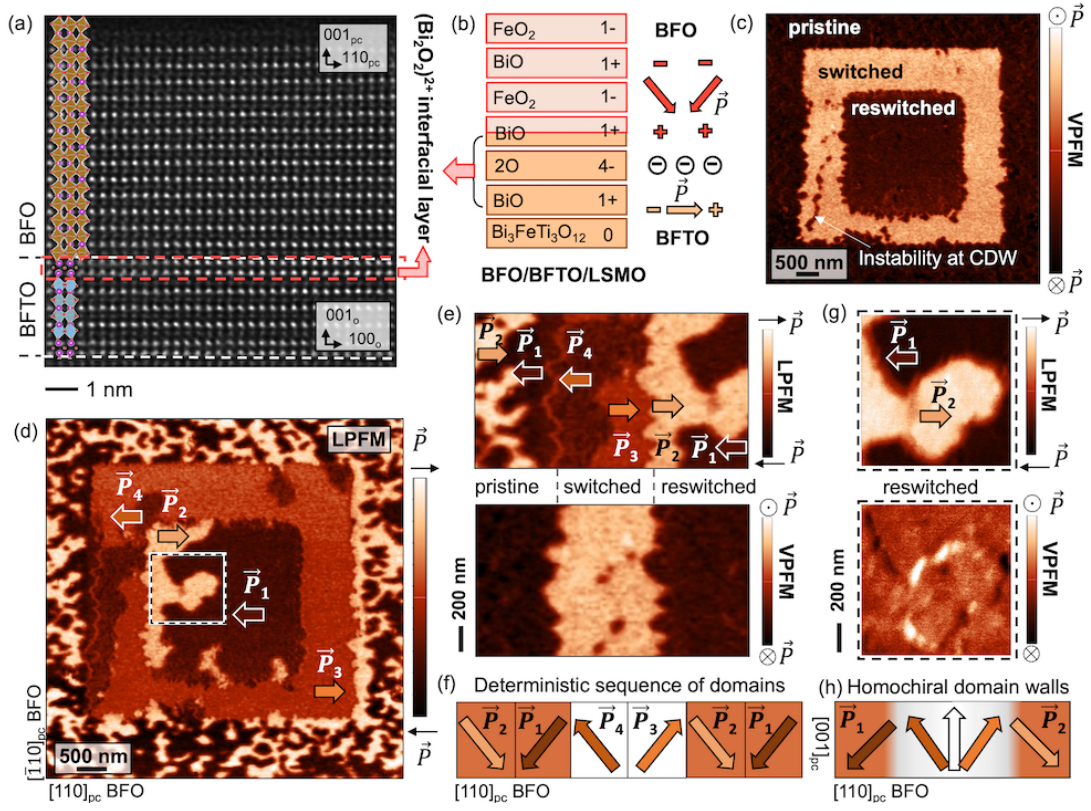 (a)
001pc
110pc
BFO
BFTO
001o
100o
1 nm
(Bi2O2)2+ interfacial layer
(b)
FeO2 1-
BiO 1+
FeO2 1-
BiO 1+
2O 4-
BiO 1+
Bi3FeTi3O12 0
BFO
P
P
BFTO
BFO/BFTO/LSMO
(c)
pristine
switched
reswitched
500 nm
Instability at CDW
P
VPFM
P
(d)
LPFM
P4
P2
P1
P3
500 nm
[1̄10]pc BFO
[110]pc BFO
P
P
(e)
P2
P1
P4
P3
P2
P1
P
LPFM
P
pristine
switched
reswitched
200 nm
P
VPFM
P
(f) Deterministic sequence of domains
P2 P1 P4 P3 P2 P1
[110]pc BFO
(g)
P1
P2
P
LPFM
P
reswitched
200 nm
P
VPFM
P
(h) Homochiral domain walls
[001]pc
P1
P2
[110]pc BFO